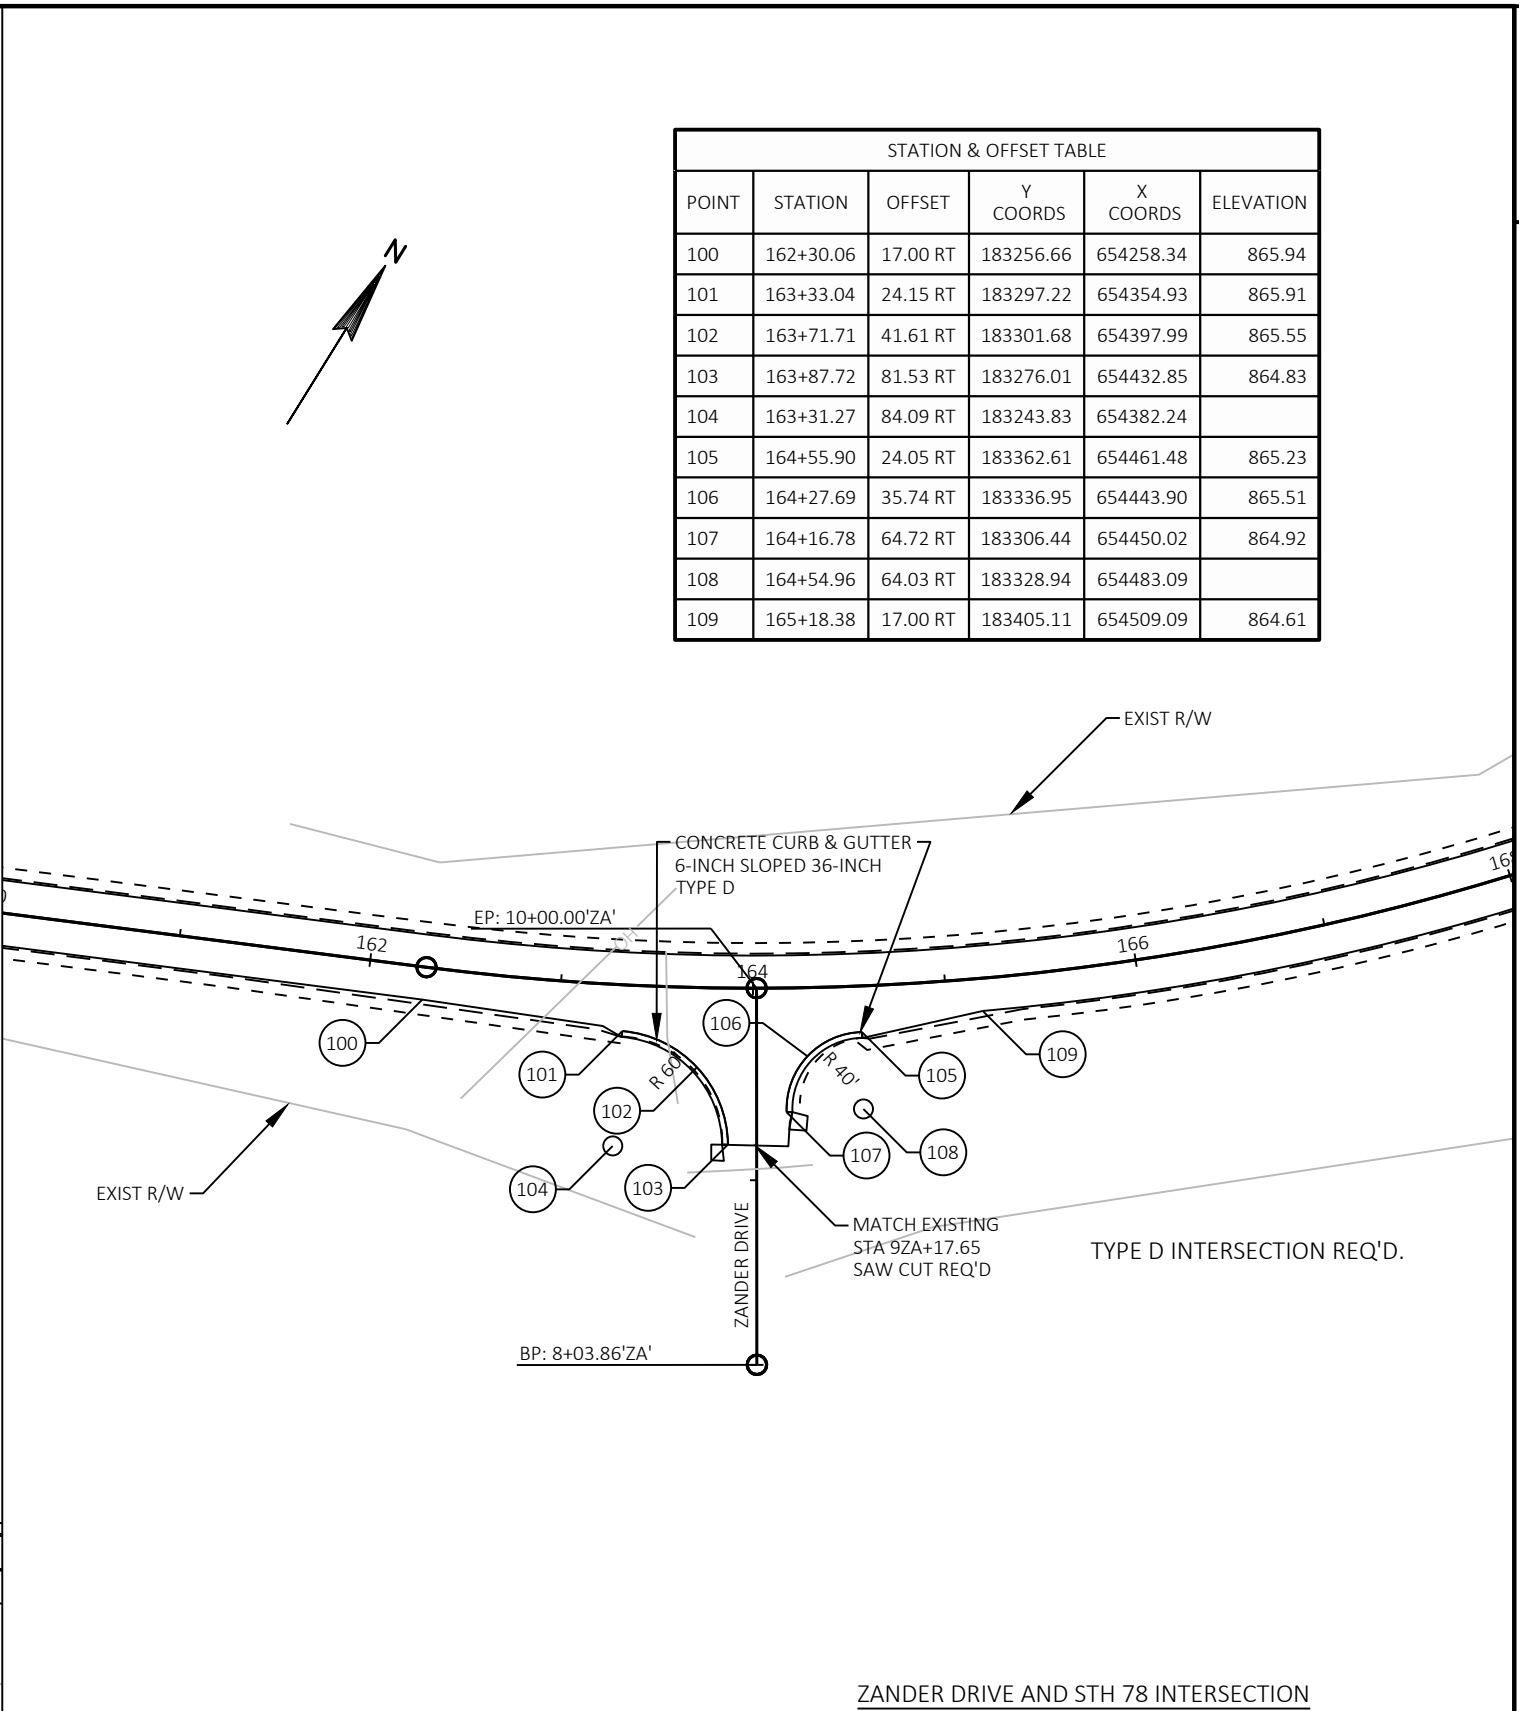 STATION & OFFSET TABLE
POINT STATION OFFSET Y COORDS X COORDS ELEVATION
100 162+30.06 17.00 RT 183256.66 654258.34 865.94
101 163+33.04 24.15 RT 183297.22 654354.93 865.91
102 163+71.71 41.61 RT 183301.68 654397.99 865.55
103 163+87.72 81.53 RT 183276.01 654432.85 864.83
104 163+31.27 84.09 RT 183243.83 654382.24
105 164+55.90 24.05 RT 183362.61 654461.48 865.23
106 164+27.69 35.74 RT 183336.95 654443.90 865.51
107 164+16.78 64.72 RT 183306.44 654450.02 864.92
108 164+54.96 64.03 RT 183328.94 654483.09
109 165+18.38 17.00 RT 183405.11 654509.09 864.61
N
EXIST R/W
CONCRETE CURB & GUTTER
6-INCH SLOPED 36-INCH
TYPE D
EP: 10+00.00'ZA'
OH
162
164
166
100
101
102
103
104
R 60'
106
R 40'
105
109
107
108
EXIST R/W
MATCH EXISTING
STA 9ZA+17.65
SAW CUT REQ'D
TYPE D INTERSECTION REQ'D.
ZANDER DRIVE
BP: 8+03.86'ZA'
ZANDER DRIVE AND STH 78 INTERSECTION